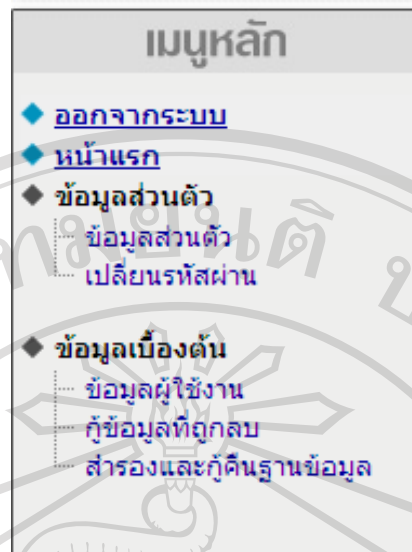 เมนูหลัก
ออกจากระบบ
หน้าแรก
ข้อมูลส่วนตัว
ข้อมูลส่วนตัว
เปลี่ยนรหัสผ่าน
ข้อมูลเบื้องต้น
ข้อมูลผู้ใช้งาน
กู้ข้อมูลที่ถูกลบ
สำรองและกู้คืนฐานข้อมูล